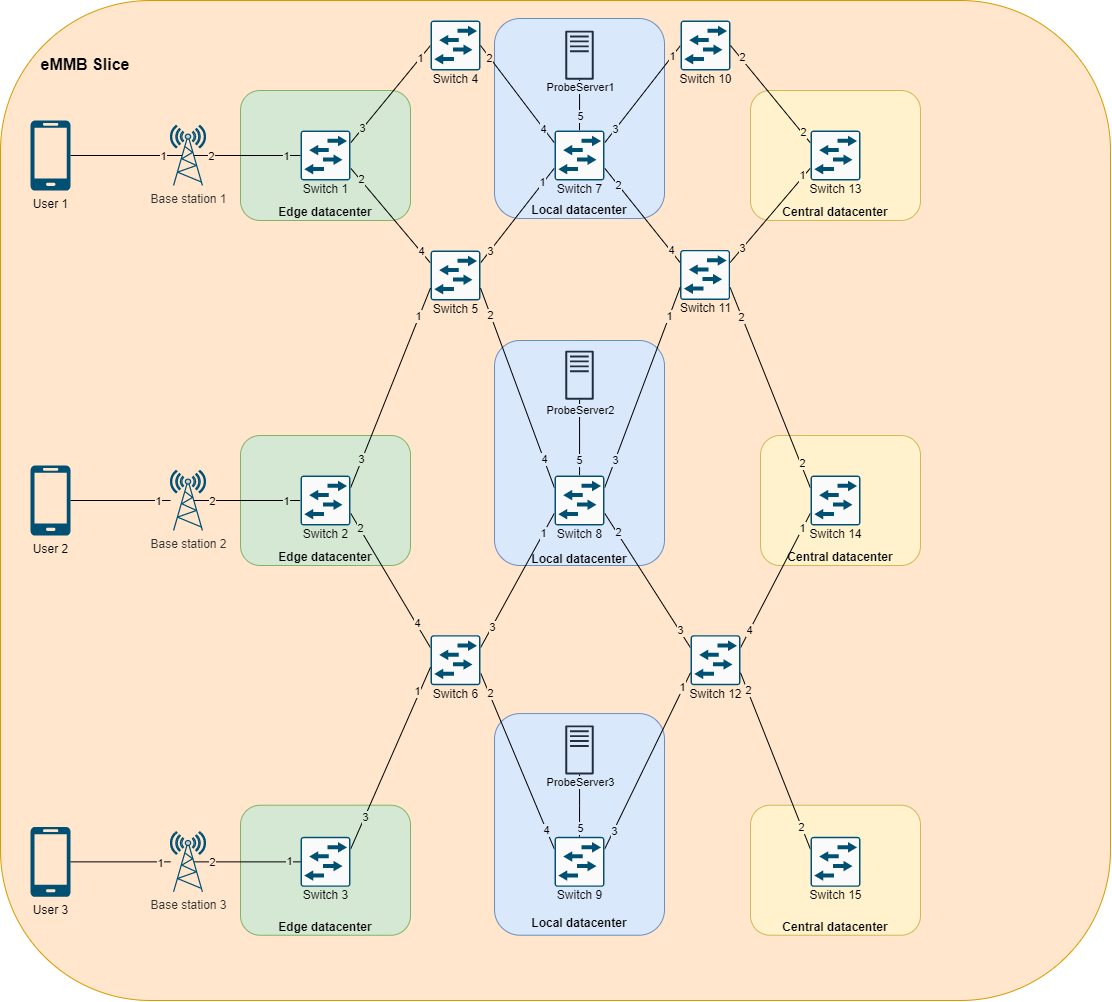 eMMB Slice
Switch 4
1
2
ProbeServer1
5
Switch 10
1
2
User 1
1
2
Base station 1
1
3
2
Switch 1
Edge datacenter
4
3
1
2
Switch 7
Local datacenter
2
1
Switch 13
Central datacenter
4
3
1
2
Switch 5
4
3
1
2
Switch 11
ProbeServer2
5
User 2
1
2
Base station 2
1
3
2
Switch 2
Edge datacenter
4
3
1
2
Switch 8
Local datacenter
2
1
Switch 14
Central datacenter
4
3
1
2
Switch 6
3
4
1
2
Switch 12
ProbeServer3
5
User 3
1
2
Base station 3
1
3
Switch 3
Edge datacenter
4
3
Switch 9
Local datacenter
2
Switch 15
Central datacenter